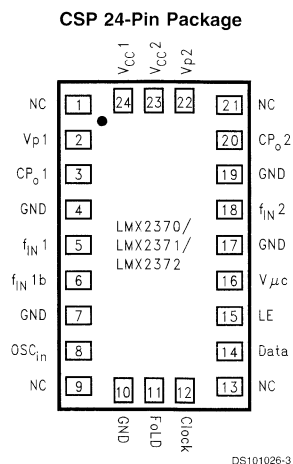 CSP 24-Pin Package
VCC1 VCC2 Vp2
24 23 22
NC 1 21 NC
Vp1 2 20 CPo2
CPo1 3 19 GND
GND 4 18 fIN2
fIN1 5 17 GND
LMX2370/
LMX2371/
LMX2372
fIN1b 6 16 Vμc
GND 7 15 LE
OSCin 8 14 Data
NC 9 13 NC
10 11 12
GND FoLD Clock
DS101026-3